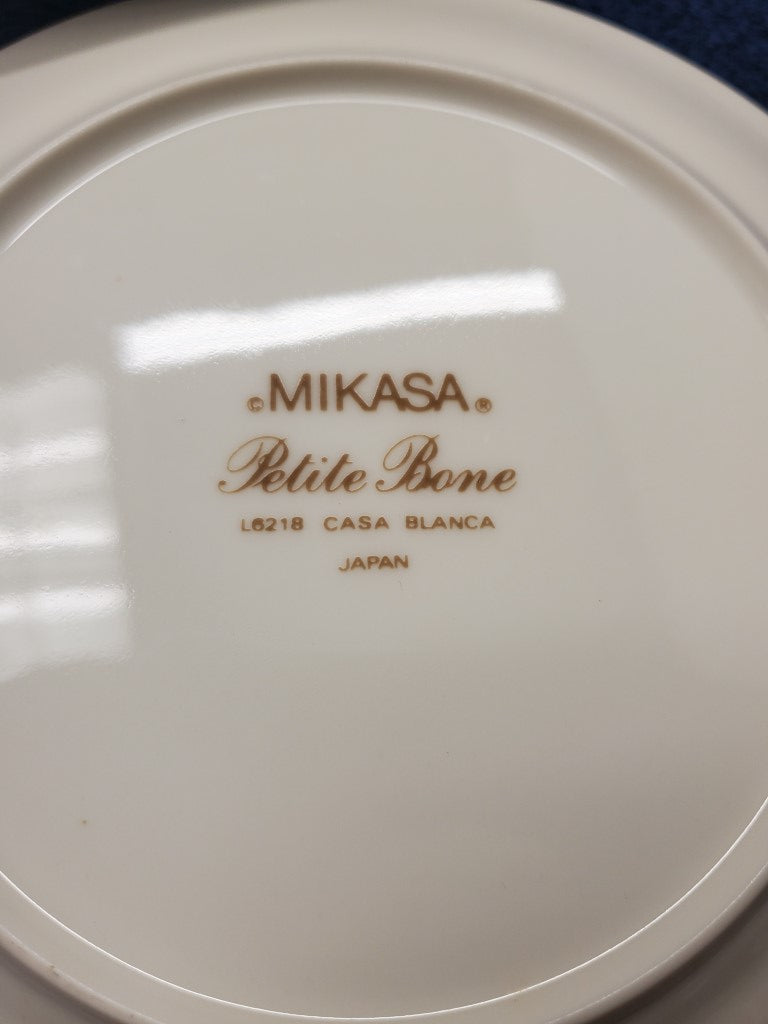 ©MIKASA®
Petite Bone
L6218 CASA BLANCA
JAPAN